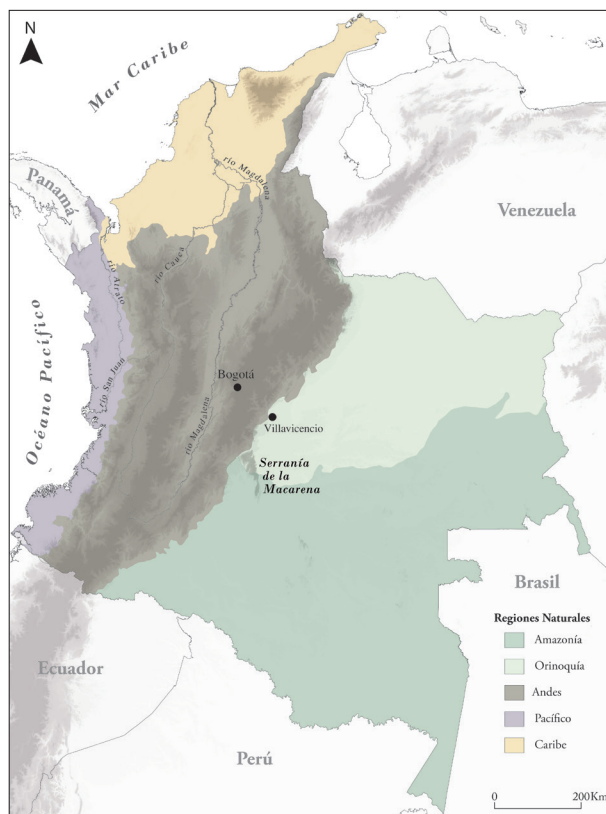 N
Mar Caribe
Panamá
río Magdalena
Venezuela
río Cauca
río Atrato
Océano Pacífico
río San Juan
Bogotá
río Magdalena
Villavicencio
Serranía
de la
Macarena
Brasil
Regiones Naturales
Amazonía
Orinoquía
Andes
Pacífico
Caribe
Ecuador
Perú
0 200Km